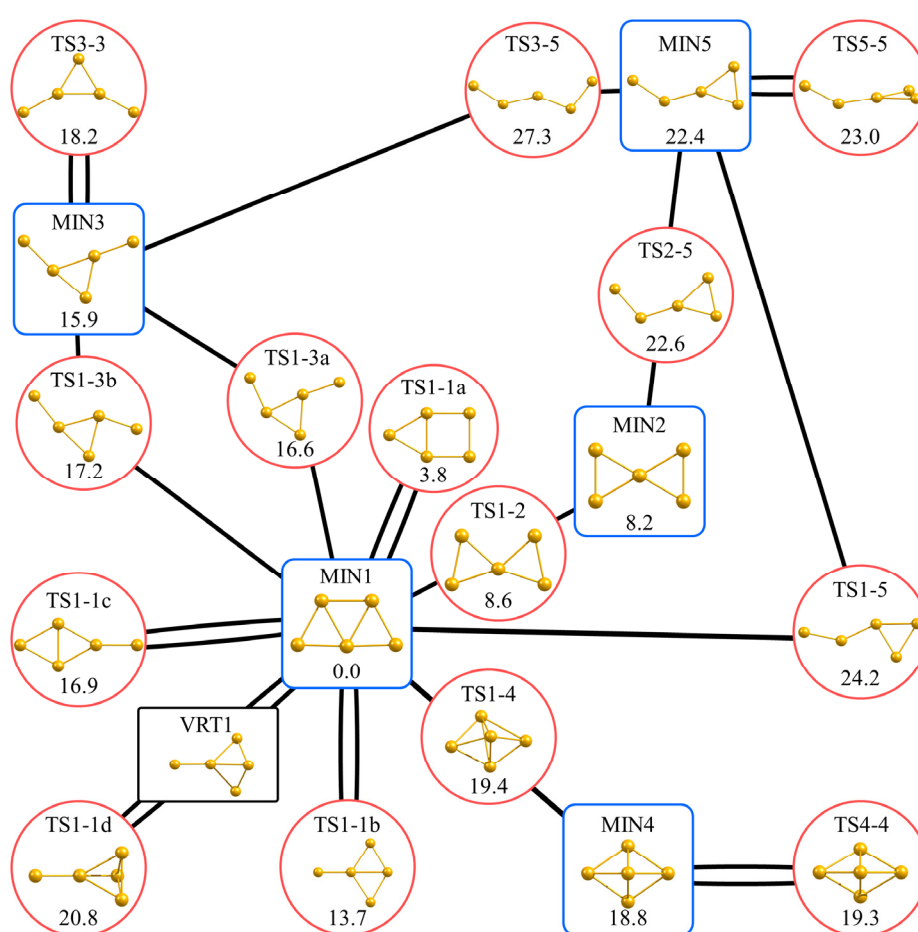 TS3-3
18.2
TS3-5
27.3
MIN5
22.4
TS5-5
23.0
MIN3
15.9
TS2-5
22.6
TS1-3b
17.2
TS1-3a
16.6
TS1-1a
3.8
MIN2
8.2
TS1-2
8.6
TS1-1c
16.9
MIN1
0.0
TS1-5
24.2
VRT1
TS1-4
19.4
TS1-1d
20.8
TS1-1b
13.7
MIN4
18.8
TS4-4
19.3